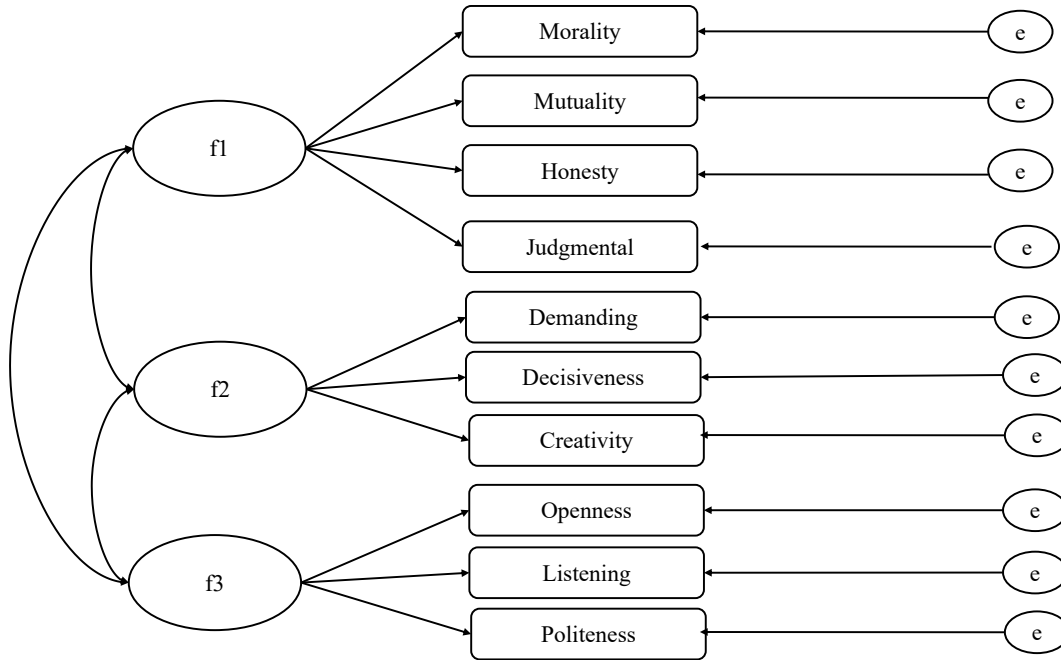 Morality
e
Mutuality
e
f1
Honesty
e
Judgmental
e
Demanding
e
f2
Decisiveness
e
Creativity
e
Openness
e
f3
Listening
e
Politeness
e